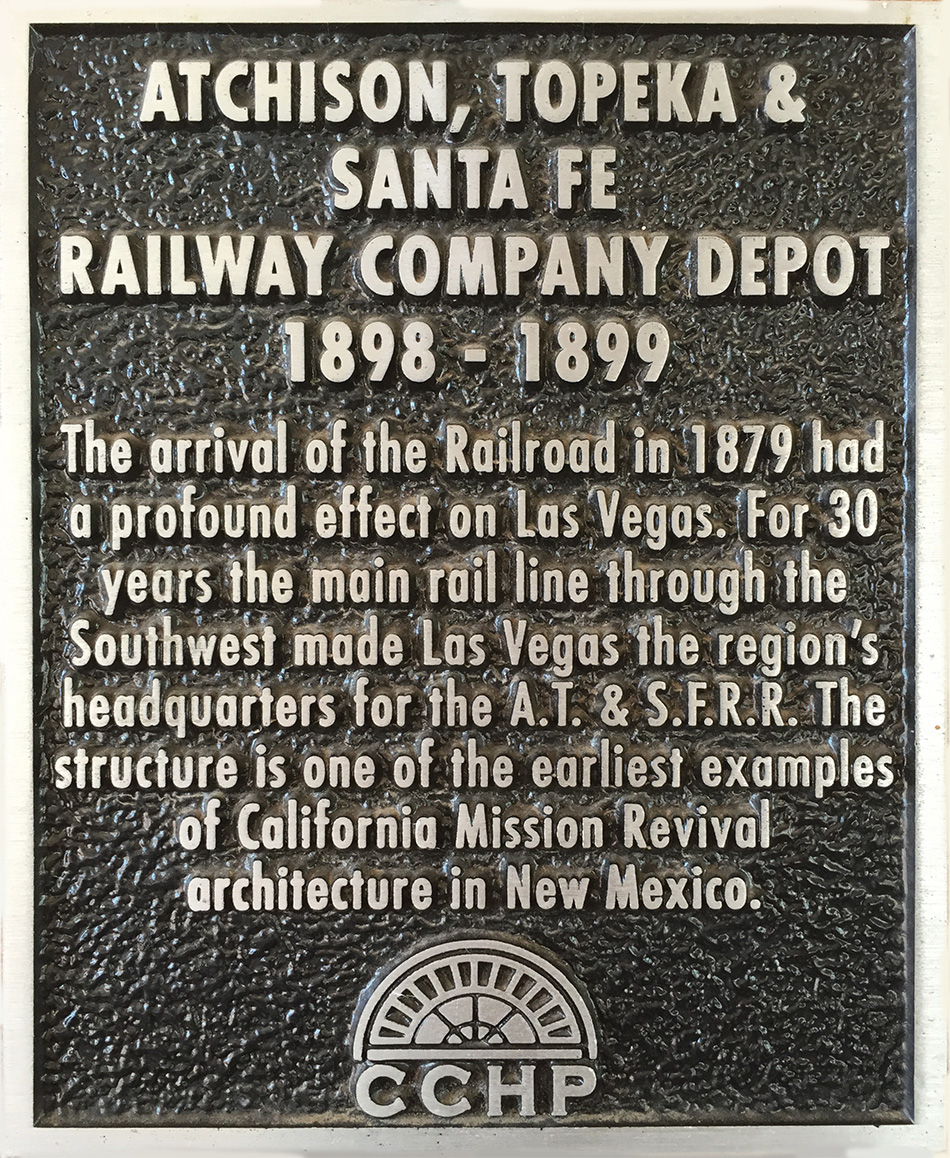 ATCHISON, TOPEKA &
SANTA FE
RAILWAY COMPANY DEPOT
1898 - 1899
The arrival of the Railroad in 1879 had
a profound effect on Las Vegas. For 30
years the main rail line through the
Southwest made Las Vegas the region's
headquarters for the A.T. & S.F.R.R. The
structure is one of the earliest examples
of California Mission Revival
architecture in New Mexico.
CCHP